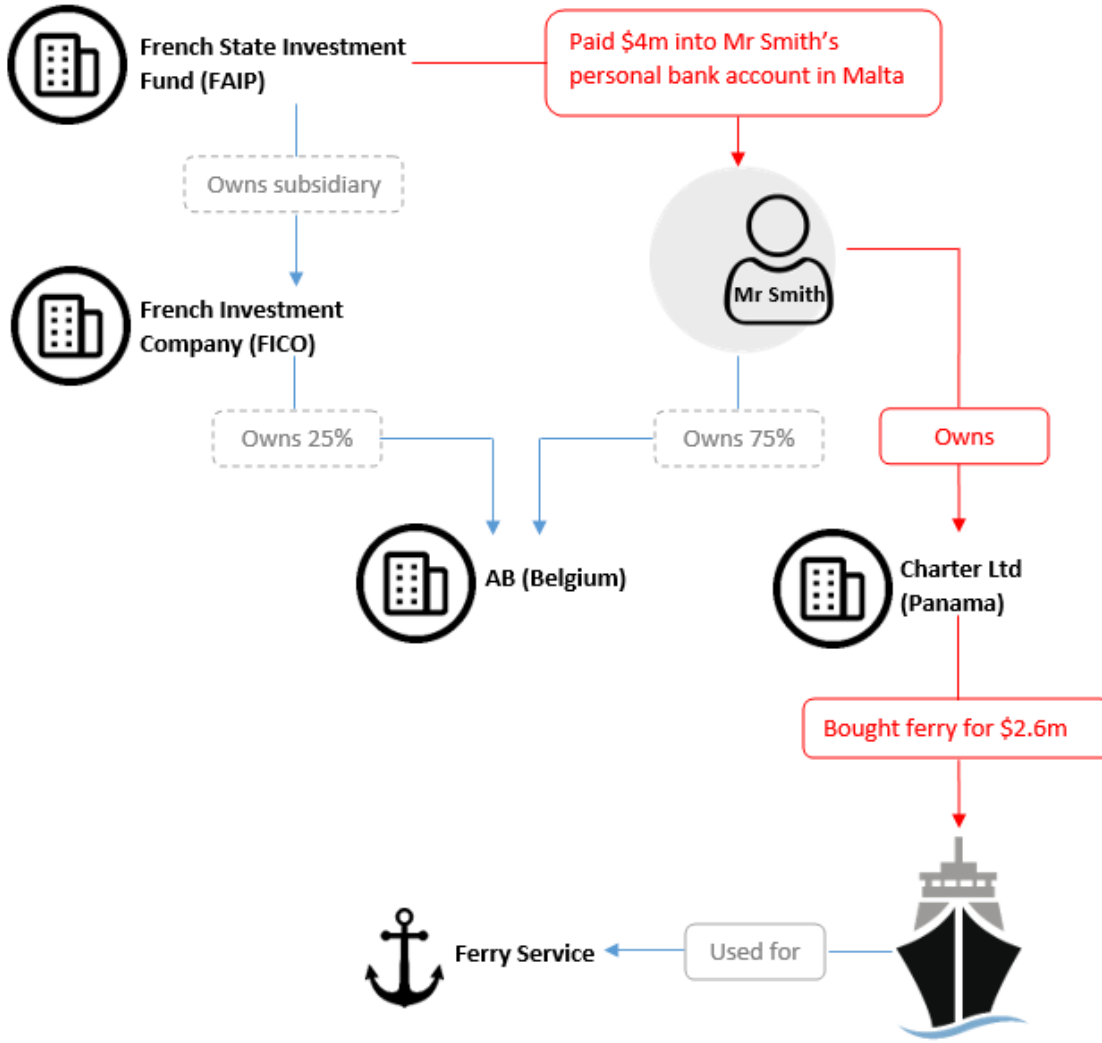 French State Investment
Fund (FAIP)
Paid $4m into Mr Smith's
personal bank account in Malta
Owns subsidiary
Mr Smith
French Investment
Company (FICO)
Owns 25%
Owns 75%
Owns
AB (Belgium)
Charter Ltd
(Panama)
Bought ferry for $2.6m
Ferry Service
Used for